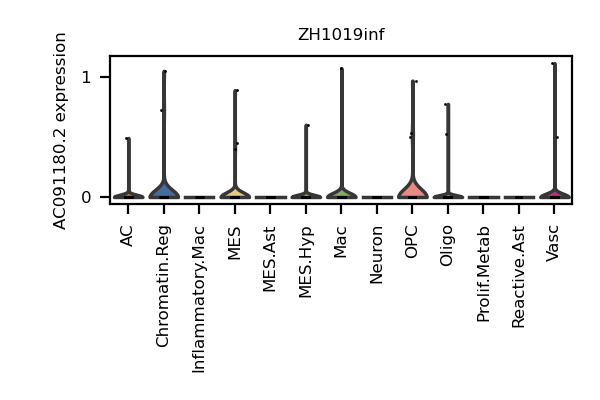 ZH1019inf
AC091180.2 expression
1
0
AC
Chromatin.Reg
Inflammatory.Mac
MES
MES.Ast
MES.Hyp
Mac
Neuron
OPC
Oligo
Prolif.Metab
Reactive.Ast
Vasc